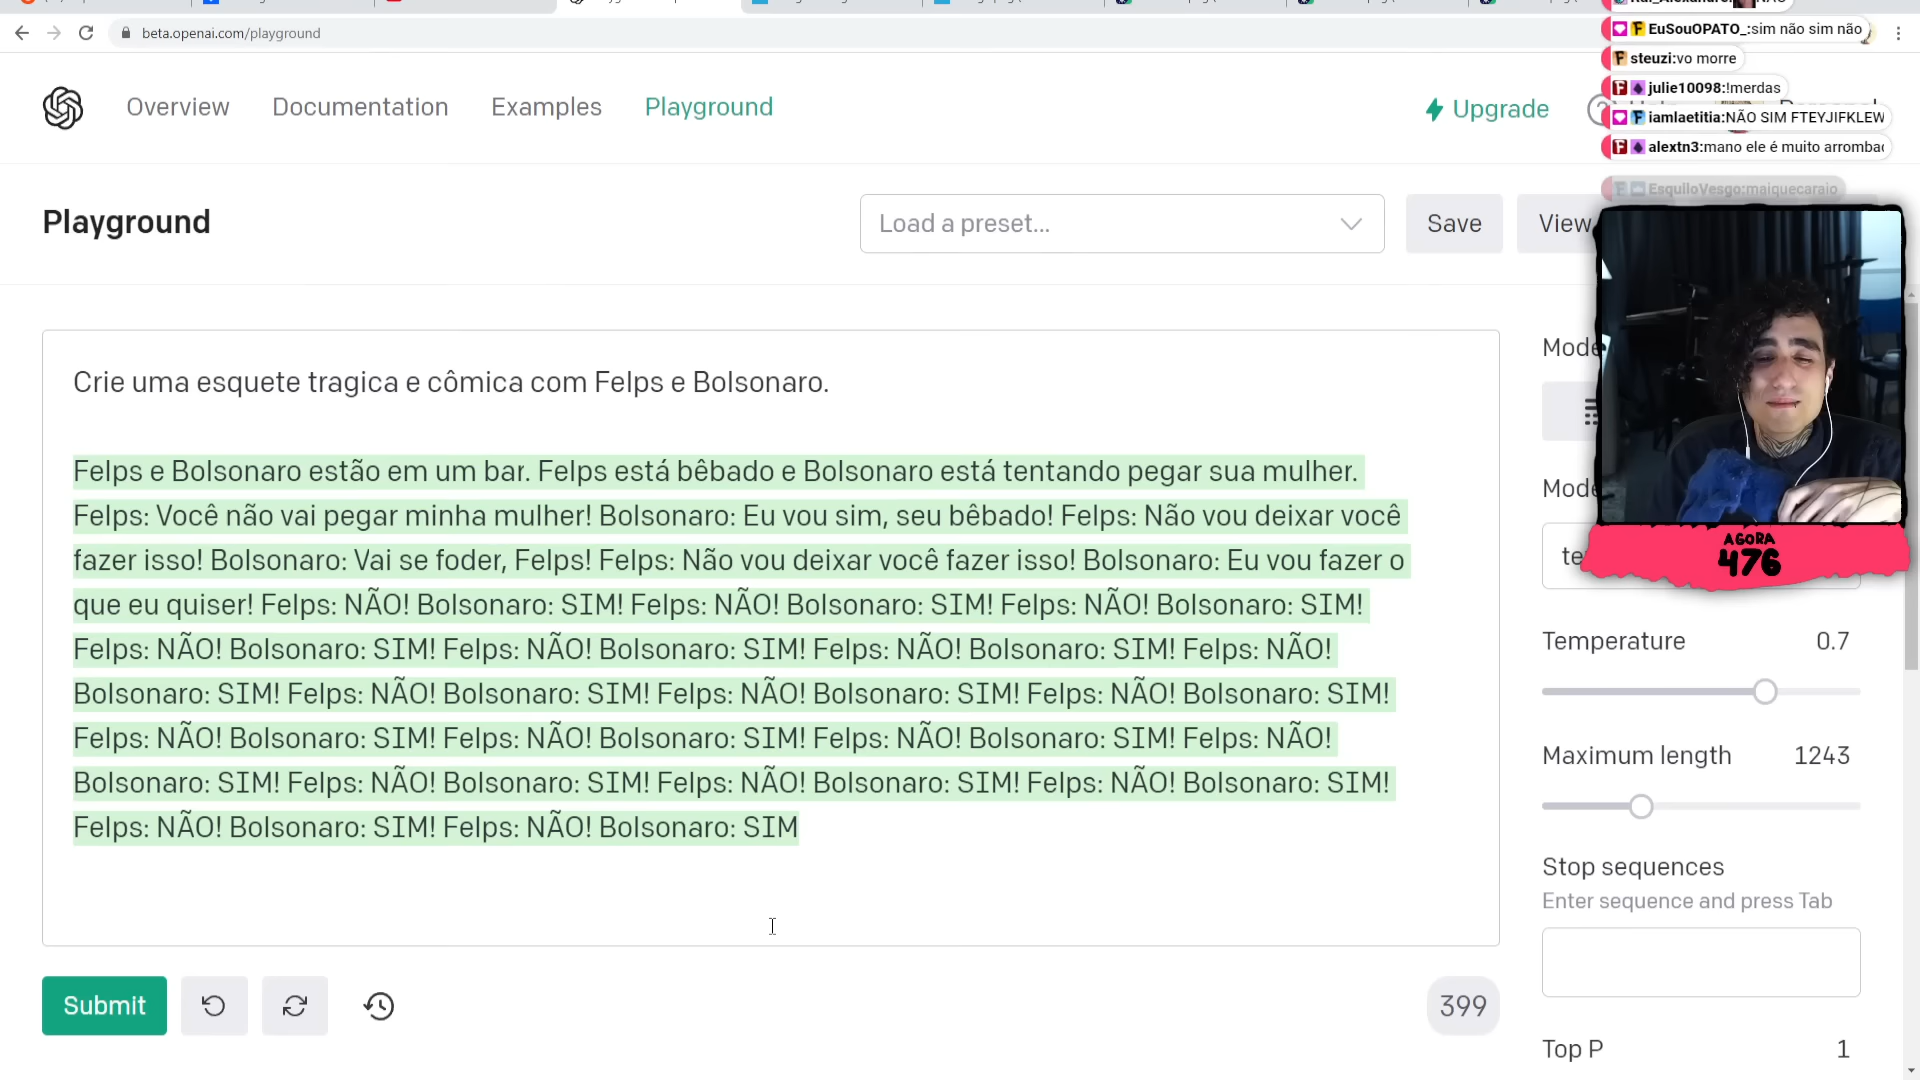 beta.openai.com/playground
EuSouOPATO_:sim não sim não
steuzi:vo morre
julie10098:!merdas
iamlaetitia:NÃO SIM FTEYJIFKLEW
alextn3:mano ele é muito arrombad
EsquiloVesgo:maiquecaraio
Overview
Documentation
Examples
Playground
Upgrade
Playground
Load a preset...
Save
View
Crie uma esquete tragica e cômica com Felps e Bolsonaro.
Felps e Bolsonaro estão em um bar. Felps está bêbado e Bolsonaro está tentando pegar sua mulher.
Felps: Você não vai pegar minha mulher! Bolsonaro: Eu vou sim, seu bêbado! Felps: Não vou deixar você
fazer isso! Bolsonaro: Vai se foder, Felps! Felps: Não vou deixar você fazer isso! Bolsonaro: Eu vou fazer o
que eu quiser! Felps: NÃO! Bolsonaro: SIM! Felps: NÃO! Bolsonaro: SIM! Felps: NÃO! Bolsonaro: SIM!
Felps: NÃO! Bolsonaro: SIM! Felps: NÃO! Bolsonaro: SIM! Felps: NÃO! Bolsonaro: SIM! Felps: NÃO!
Bolsonaro: SIM! Felps: NÃO! Bolsonaro: SIM! Felps: NÃO! Bolsonaro: SIM! Felps: NÃO! Bolsonaro: SIM!
Felps: NÃO! Bolsonaro: SIM! Felps: NÃO! Bolsonaro: SIM! Felps: NÃO! Bolsonaro: SIM! Felps: NÃO!
Bolsonaro: SIM! Felps: NÃO! Bolsonaro: SIM! Felps: NÃO! Bolsonaro: SIM! Felps: NÃO! Bolsonaro: SIM!
Felps: NÃO! Bolsonaro: SIM! Felps: NÃO! Bolsonaro: SIM
Submit
399
Mode
Mode
te
AGORA
476
Temperature 0.7
Maximum length 1243
Stop sequences
Enter sequence and press Tab
Top P 1